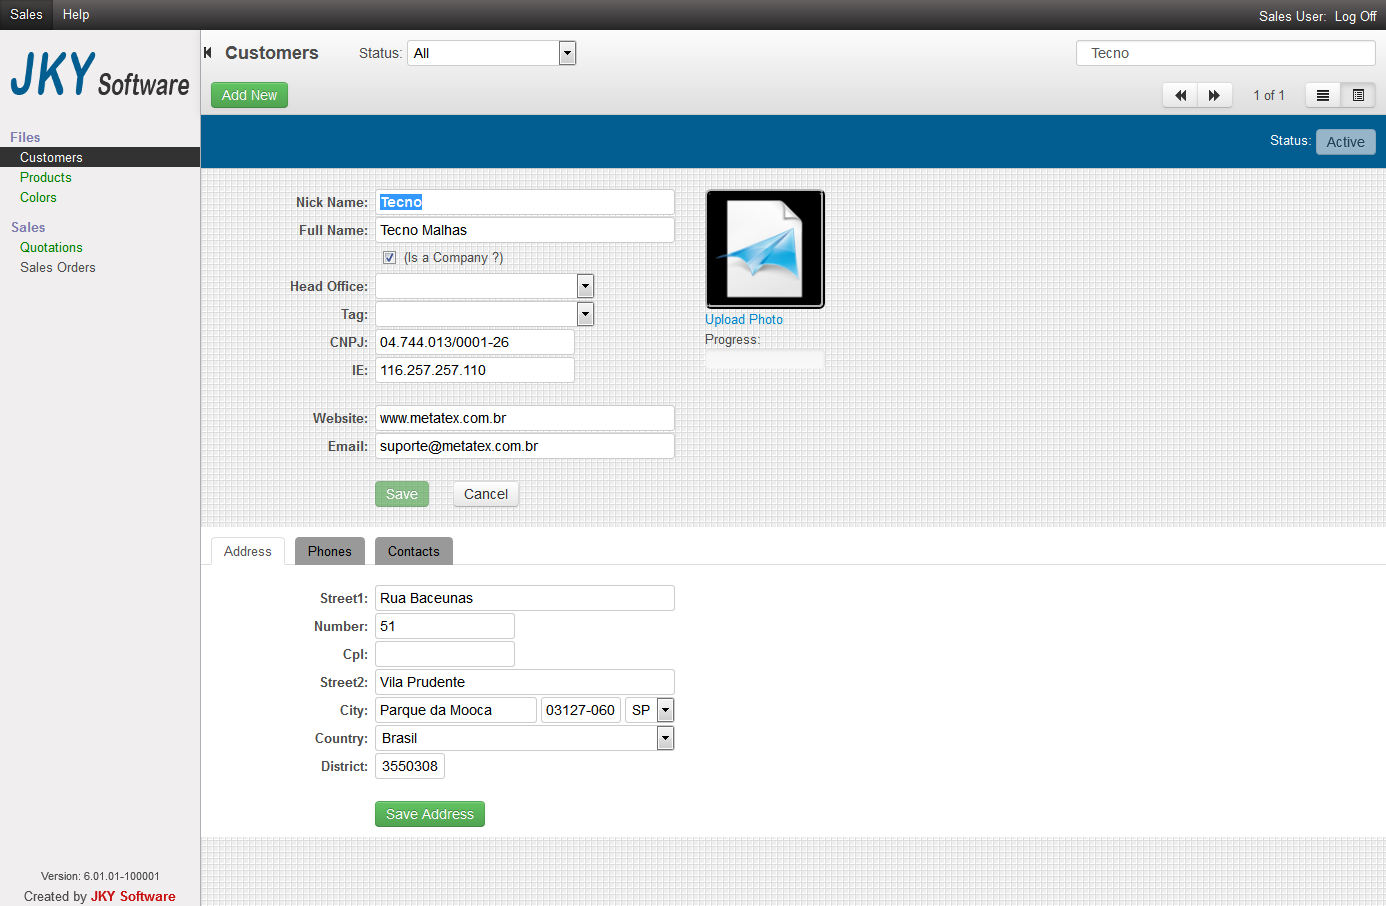 Sales Help Sales User: Log Off
JKY Software
Customers Status: All Tecno
Add New 1 of 1
Status: Active
Files
Customers
Products
Colors
Sales
Quotations
Sales Orders
Nick Name: Tecno
Full Name: Tecno Malhas
(Is a Company ?)
Head Office:
Tag:
CNPJ: 04.744.013/0001-26
IE: 116.257.257.110
Upload Photo
Progress:
Website: www.metatex.com.br
Email: suporte@metatex.com.br
Save Cancel
Address Phones Contacts
Street1: Rua Baceunas
Number: 51
Cpl:
Street2: Vila Prudente
City: Parque da Mooca 03127-060 SP
Country: Brasil
District: 3550308
Save Address
Version: 6.01.01-100001
Created by JKY Software